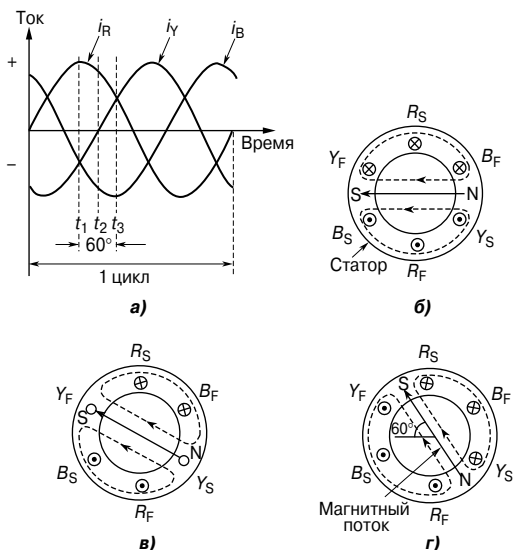 Ток
i_R i_Y i_B
+
Время
–
t_1 t_2 t_3
60°
1 цикл
а)
R_S
Y_F B_F
S N
B_S Y_S
Статор R_F
б)
R_S
Y_F B_F
S N
B_S Y_S
R_F
в)
R_S
Y_F S B_F
60°
B_S N Y_S
Магнитный
поток R_F
г)